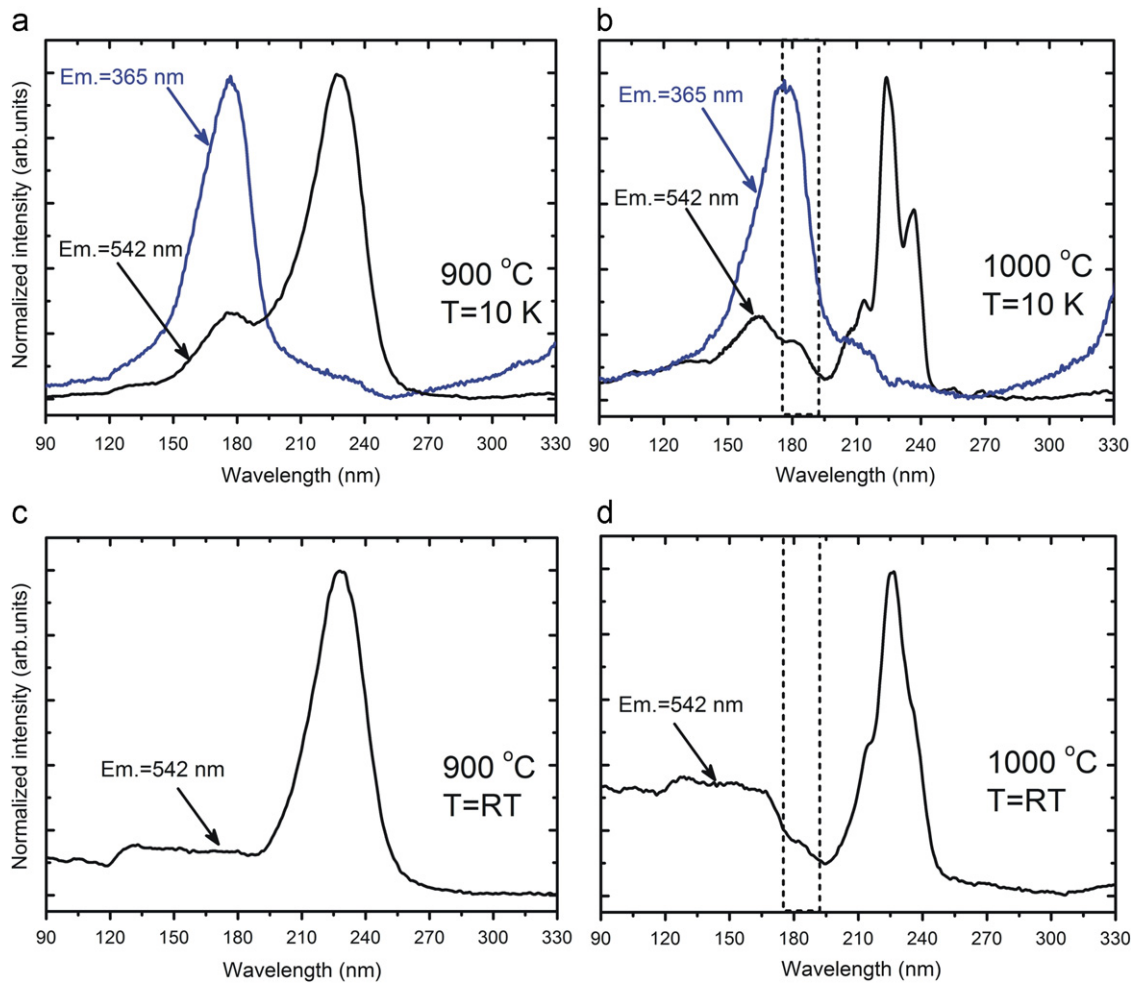 a
Em.=365 nm
Em.=542 nm
900 °C
T=10 K
Normalized intensity (arb.units)
90 120 150 180 210 240 270 300 330
Wavelength (nm)
b
Em.=365 nm
Em.=542 nm
1000 °C
T=10 K
90 120 150 180 210 240 270 300 330
Wavelength (nm)
c
Em.=542 nm
900 °C
T=RT
Normalized intensity (arb.units)
90 120 150 180 210 240 270 300 330
Wavelength (nm)
d
Em.=542 nm
1000 °C
T=RT
90 120 150 180 210 240 270 300 330
Wavelength (nm)